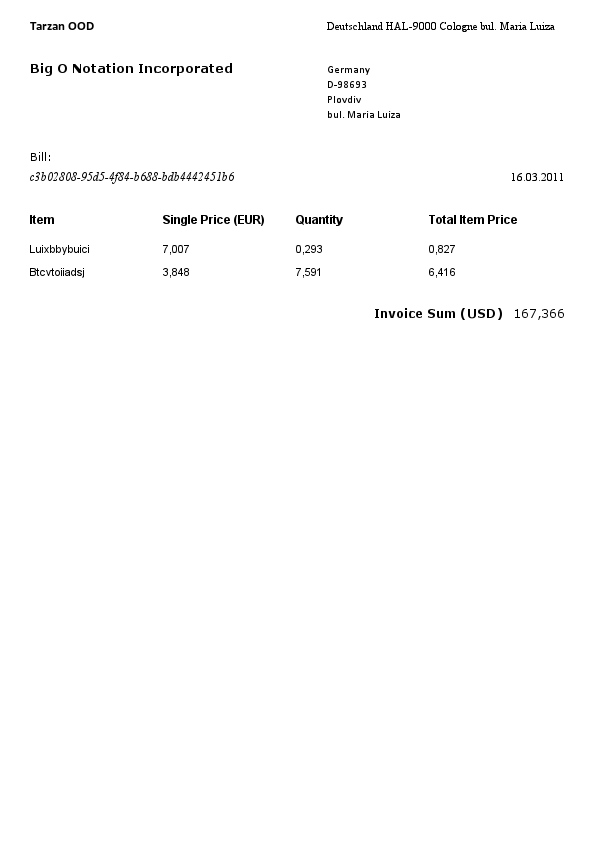 Tarzan OOD Deutschland HAL-9000 Cologne bul. Maria Luiza
Big O Notation Incorporated
Germany
D-98693
Plovdiv
bul. Maria Luiza
Bill:
c3b02808-95d5-4f84-b688-bdb4442451b6 16.03.2011
Item Single Price (EUR) Quantity Total Item Price
Luixbbybuici 7,007 0,293 0,827
Btcvtoiiadsj 3,848 7,591 6,416
Invoice Sum (USD) 167,366